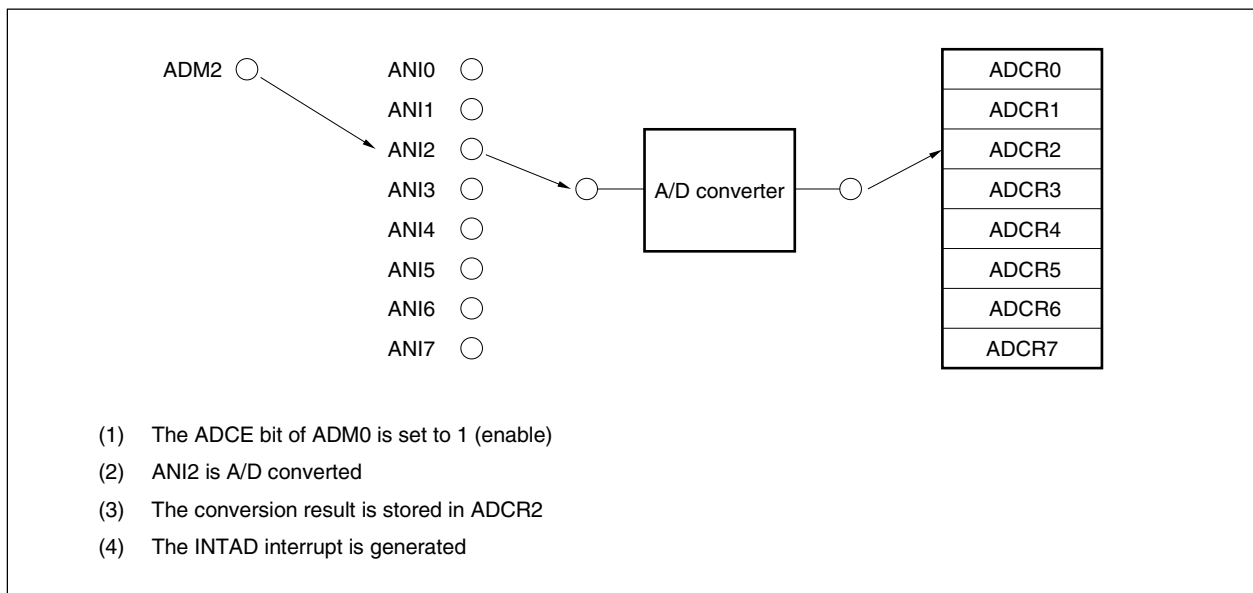 ADM2 ANI0 ADCR0
ANI1 ADCR1
ANI2 ADCR2
ANI3 A/D converter ADCR3
ANI4 ADCR4
ANI5 ADCR5
ANI6 ADCR6
ANI7 ADCR7
(1) The ADCE bit of ADM0 is set to 1 (enable)
(2) ANI2 is A/D converted
(3) The conversion result is stored in ADCR2
(4) The INTAD interrupt is generated